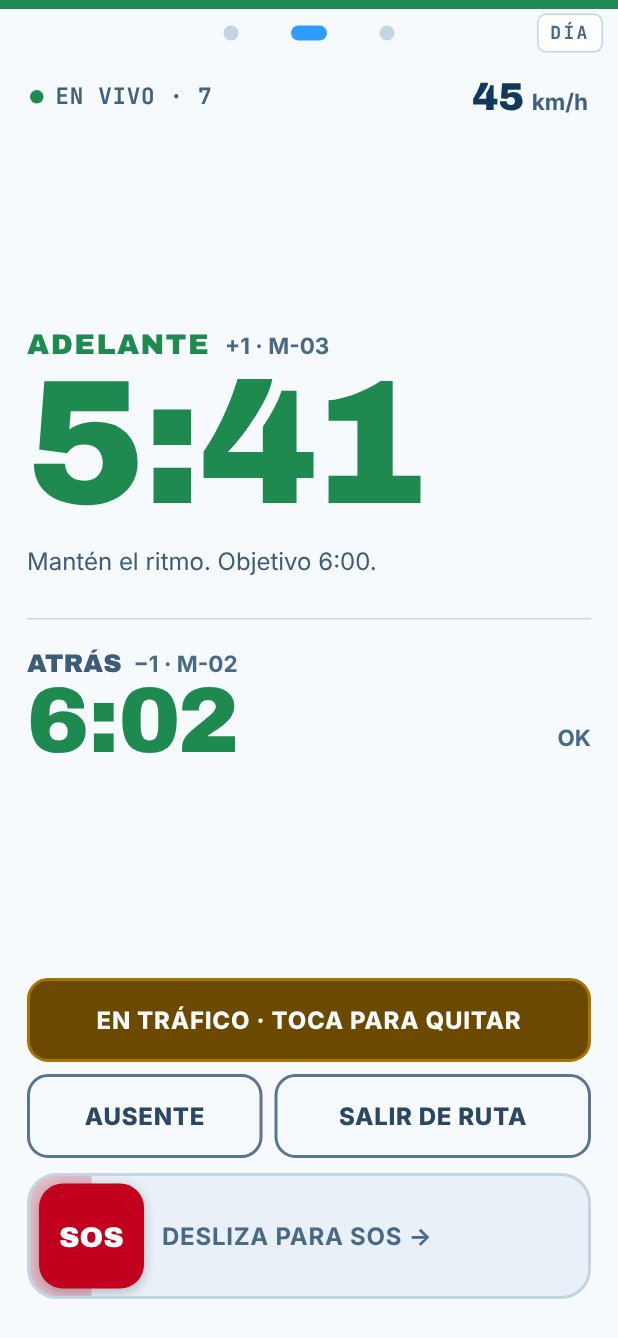 DÍA
EN VIVO · 7
45 km/h
ADELANTE +1 · M-03
5:41
Mantén el ritmo. Objetivo 6:00.
ATRÁS −1 · M-02
6:02
OK
EN TRÁFICO · TOCA PARA QUITAR
AUSENTE
SALIR DE RUTA
SOS
DESLIZA PARA SOS →